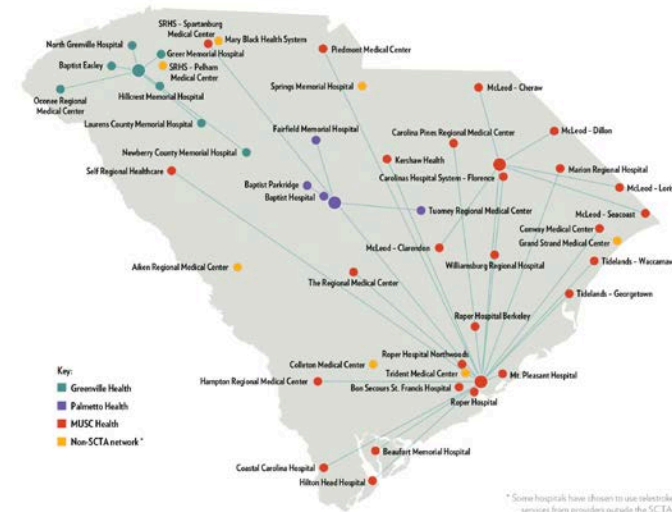 SRHS – Spartanburg
Medical Center
Mary Black Health System
North Greenville Hospital
Greer Memorial Hospital
Piedmont Medical Center
Baptist Easley
SRHS – Pelham
Medical Center
Oconee Regional
Medical Center
Hillcrest Memorial Hospital
Springs Memorial Hospital
McLeod – Cheraw
Laurens County Memorial Hospital
Fairfield Memorial Hospital
Carolina Pines Regional Medical Center
McLeod – Dillon
Newberry County Memorial Hospital
Kershaw Health
Self Regional Healthcare
Carolinas Hospital System – Florence
Marion Regional Hospital
Baptist Parkridge
Baptist Hospital
McLeod – Loris
Tuomey Regional Medical Center
McLeod – Seacoast
Conway Medical Center
Grand Strand Medical Center
McLeod – Clarendon
Williamsburg Regional Hospital
Tidelands – Waccamaw
Aiken Regional Medical Center
The Regional Medical Center
Tidelands – Georgetown
Roper Hospital Berkeley
Roper Hospital Northwoods
Colleton Medical Center
Trident Medical Center
Mt. Pleasant Hospital
Hampton Regional Medical Center
Bon Secours St. Francis Hospital
Roper Hospital
Key:
Greenville Health
Palmetto Health
MUSC Health
Non-SCTA network *
Beaufort Memorial Hospital
Coastal Carolina Hospital
Hilton Head Hospital
* Some hospitals have chosen to use telestroke
services from providers outside the SCTA